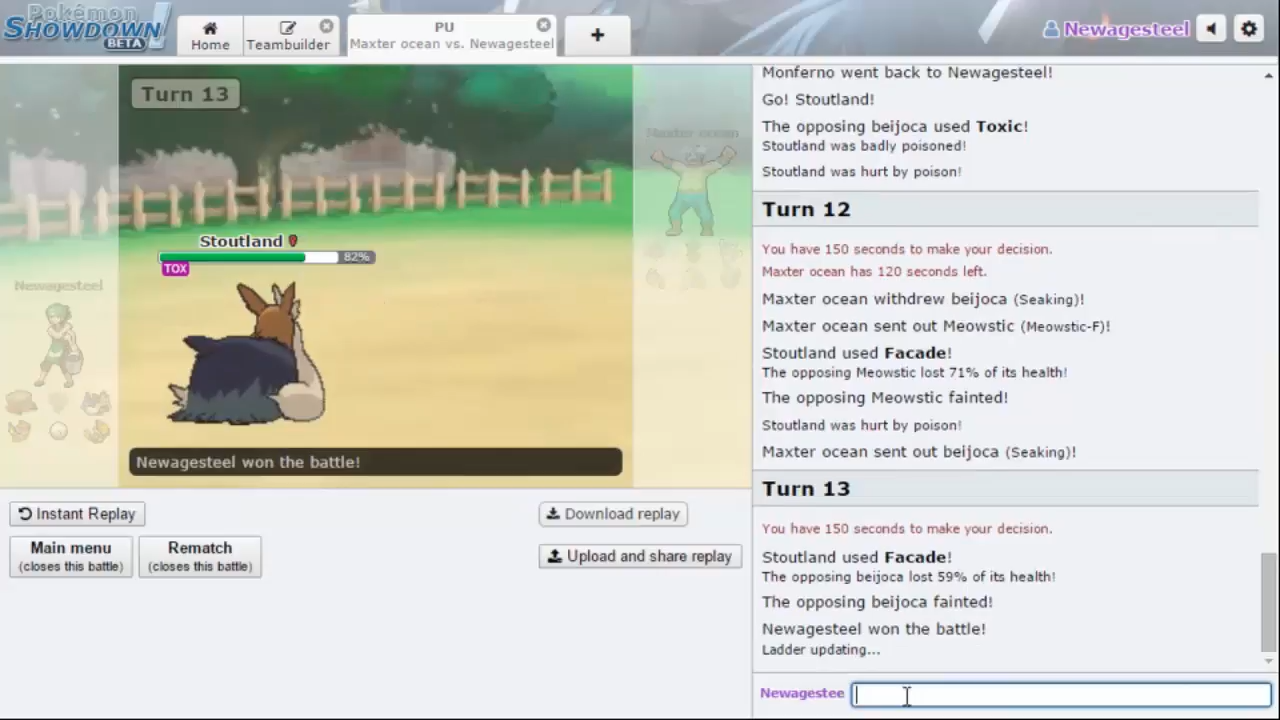 Pokémon
SHOWDOWN!
BETA
Home
Teambuilder
PU
Maxter ocean vs. Newagesteel
+
Newagesteel
Turn 13
Maxter ocean
Newagesteel
Stoutland
82%
TOX
Newagesteel won the battle!
Instant Replay
Download replay
Main menu
(closes this battle)
Rematch
(closes this battle)
Upload and share replay
Monferno went back to Newagesteel!
Go! Stoutland!
The opposing beijoca used Toxic!
Stoutland was badly poisoned!
Stoutland was hurt by poison!
Turn 12
You have 150 seconds to make your decision.
Maxter ocean has 120 seconds left.
Maxter ocean withdrew beijoca (Seaking)!
Maxter ocean sent out Meowstic (Meowstic-F)!
Stoutland used Facade!
The opposing Meowstic lost 71% of its health!
The opposing Meowstic fainted!
Stoutland was hurt by poison!
Maxter ocean sent out beijoca (Seaking)!
Turn 13
You have 150 seconds to make your decision.
Stoutland used Facade!
The opposing beijoca lost 59% of its health!
The opposing beijoca fainted!
Newagesteel won the battle!
Ladder updating...
Newagestee